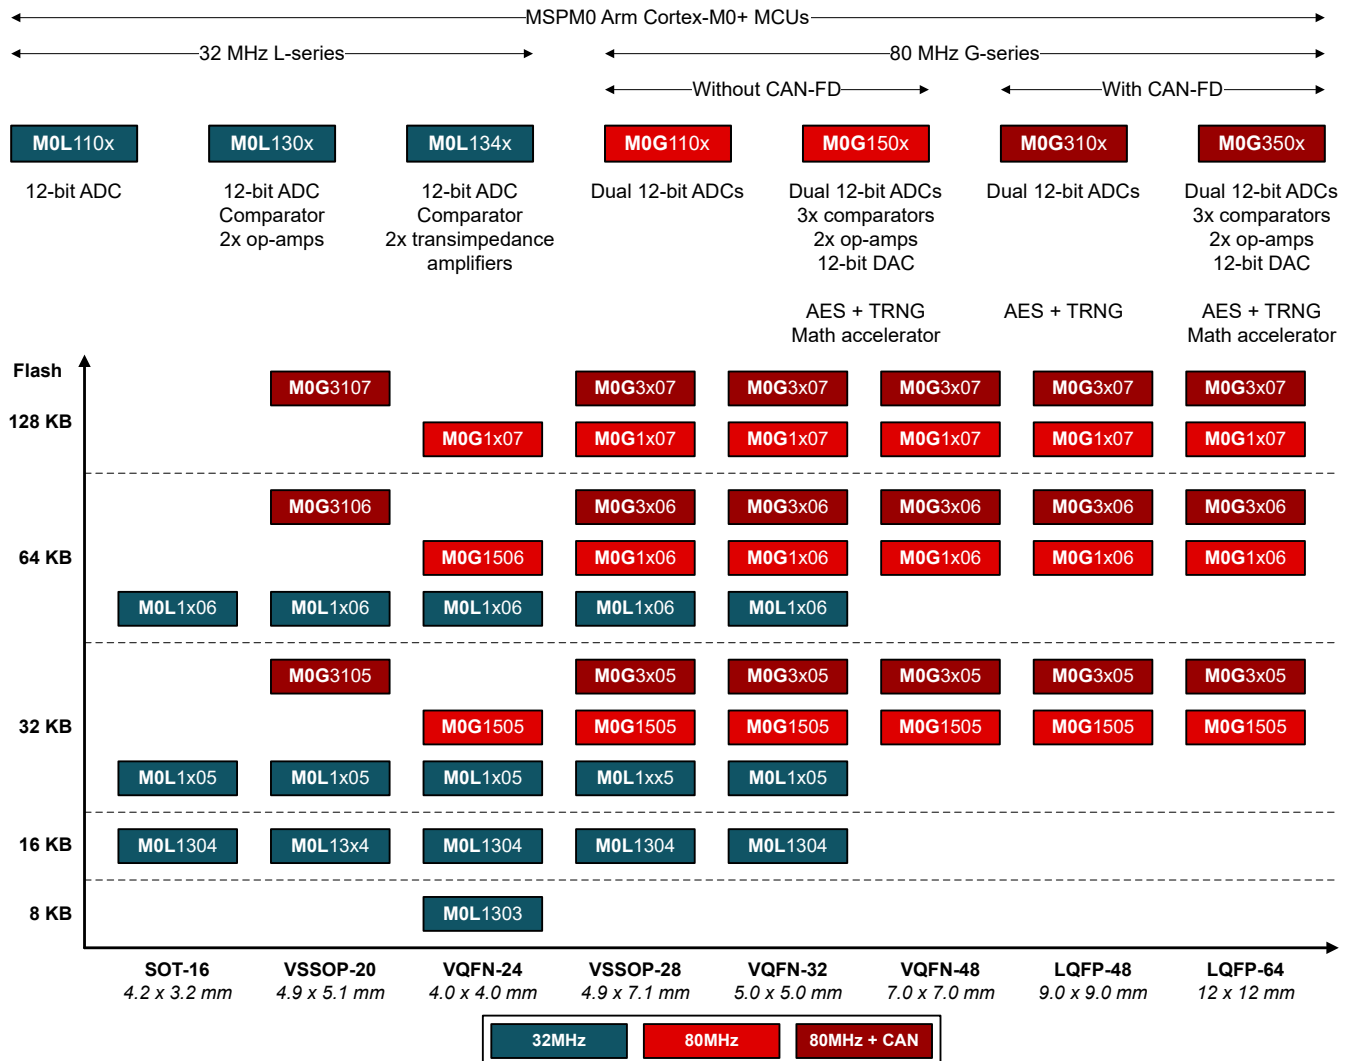 MSPM0 Arm Cortex-M0+ MCUs
32 MHz L-series 80 MHz G-series
Without CAN-FD With CAN-FD
M0L110x M0L130x M0L134x M0G110x M0G150x M0G310x M0G350x
12-bit ADC 12-bit ADC 12-bit ADC Dual 12-bit ADCs Dual 12-bit ADCs Dual 12-bit ADCs Dual 12-bit ADCs
Comparator Comparator 3x comparators 3x comparators
2x op-amps 2x transimpedance 2x op-amps 2x op-amps
amplifiers 12-bit DAC 12-bit DAC
AES + TRNG AES + TRNG AES + TRNG
Math accelerator Math accelerator
Flash
M0G3107 M0G3x07 M0G3x07 M0G3x07 M0G3x07 M0G3x07
128 KB
M0G1x07 M0G1x07 M0G1x07 M0G1x07 M0G1x07 M0G1x07
M0G3106 M0G3x06 M0G3x06 M0G3x06 M0G3x06 M0G3x06
64 KB M0G1506 M0G1x06 M0G1x06 M0G1x06 M0G1x06 M0G1x06
M0L1x06 M0L1x06 M0L1x06 M0L1x06 M0L1x06
M0G3105 M0G3x05 M0G3x05 M0G3x05 M0G3x05 M0G3x05
32 KB M0G1505 M0G1505 M0G1505 M0G1505 M0G1505 M0G1505
M0L1x05 M0L1x05 M0L1x05 M0L1xx5 M0L1x05
16 KB M0L1304 M0L13x4 M0L1304 M0L1304 M0L1304
8 KB M0L1303
SOT-16 VSSOP-20 VQFN-24 VSSOP-28 VQFN-32 VQFN-48 LQFP-48 LQFP-64
4.2 x 3.2 mm 4.9 x 5.1 mm 4.0 x 4.0 mm 4.9 x 7.1 mm 5.0 x 5.0 mm 7.0 x 7.0 mm 9.0 x 9.0 mm 12 x 12 mm
32MHz 80MHz 80MHz + CAN